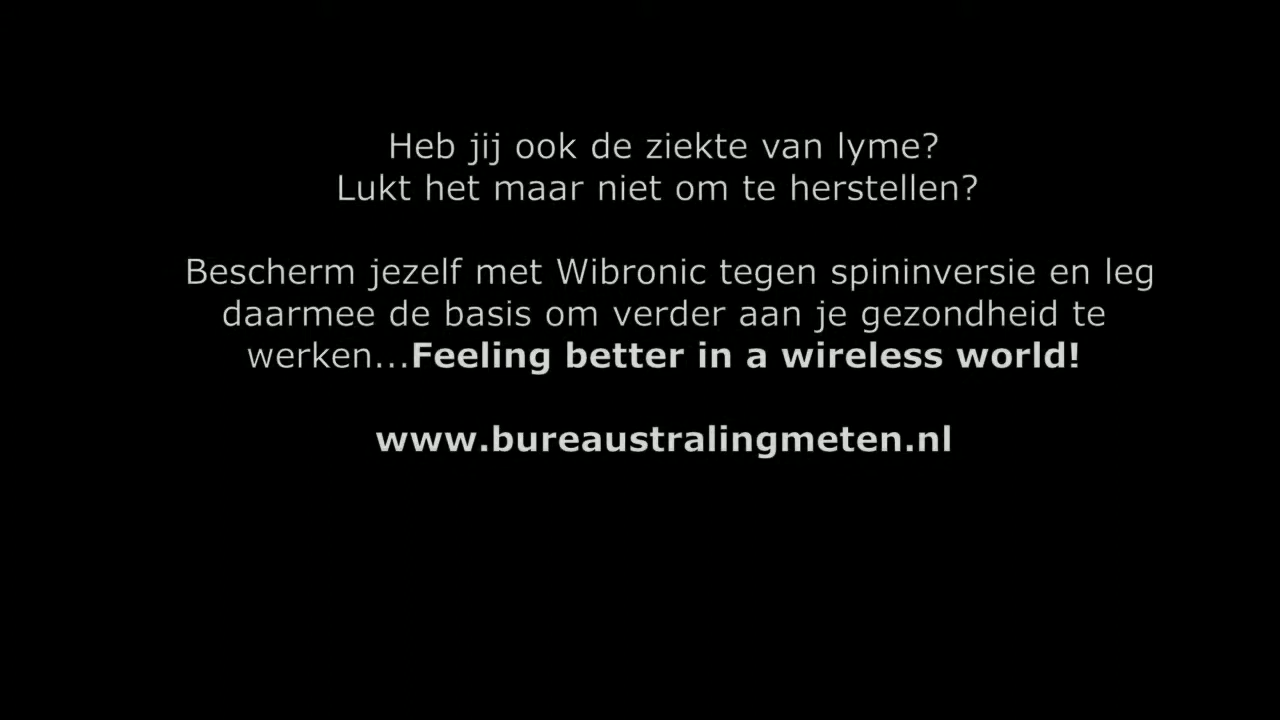 Heb jij ook de ziekte van lyme?
Lukt het maar niet om te herstellen?
Bescherm jezelf met Wibronic tegen spininversie en leg
daarmee de basis om verder aan je gezondheid te
werken...Feeling better in a wireless world!
www.bureaustralingmeten.nl